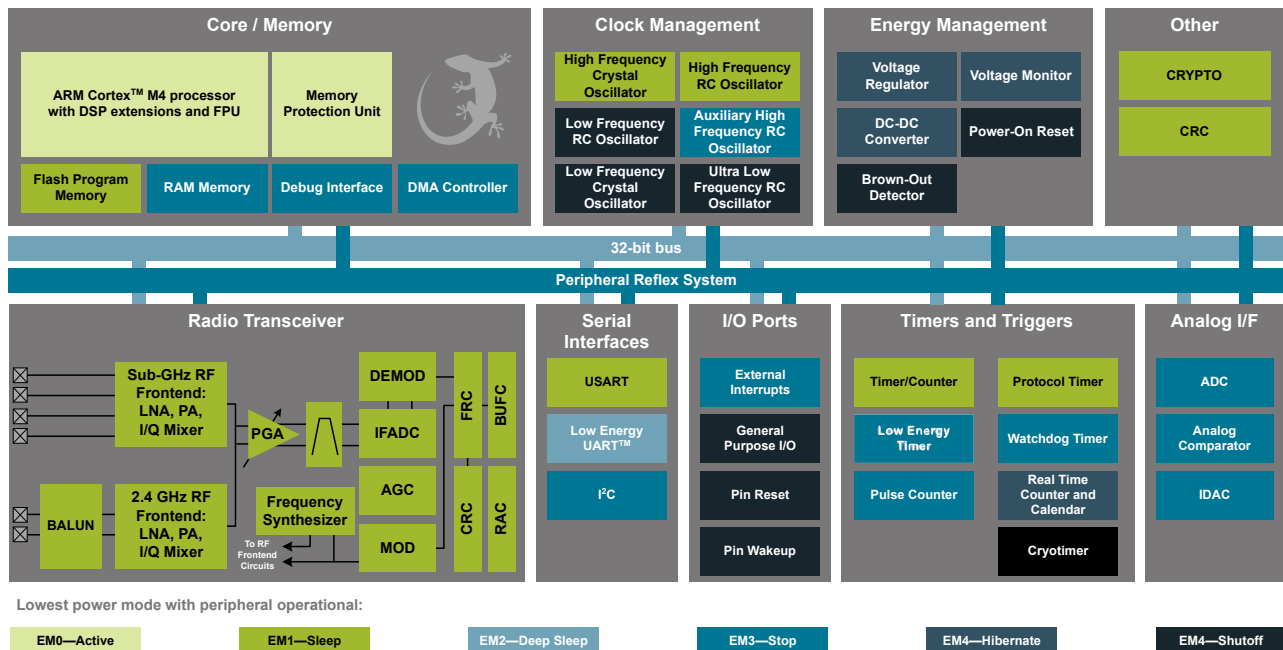 Core / Memory
ARM Cortex™ M4 processor
with DSP extensions and FPU
Memory
Protection Unit
Flash Program
Memory
RAM Memory
Debug Interface
DMA Controller
Clock Management
High Frequency
Crystal
Oscillator
High Frequency
RC Oscillator
Low Frequency
RC Oscillator
Auxiliary High
Frequency RC
Oscillator
Low Frequency
Crystal
Oscillator
Ultra Low
Frequency RC
Oscillator
Energy Management
Voltage
Regulator
Voltage Monitor
DC-DC
Converter
Power-On Reset
Brown-Out
Detector
Other
CRYPTO
CRC
32-bit bus
Peripheral Reflex System
Radio Transceiver
Sub-GHz RF
Frontend:
LNA, PA,
I/Q Mixer
BALUN
2.4 GHz RF
Frontend:
LNA, PA,
I/Q Mixer
PGA
Frequency
Synthesizer
To RF
Frontend
Circuits
DEMOD
IFADC
AGC
MOD
FRC
BUFC
CRC
RAC
Serial
Interfaces
USART
Low Energy
UART™
I²C
I/O Ports
External
Interrupts
General
Purpose I/O
Pin Reset
Pin Wakeup
Timers and Triggers
Timer/Counter
Protocol Timer
Low Energy
Timer
Watchdog Timer
Pulse Counter
Real Time
Counter and
Calendar
Cryotimer
Analog I/F
ADC
Analog
Comparator
IDAC
Lowest power mode with peripheral operational:
EM0—Active
EM1—Sleep
EM2—Deep Sleep
EM3—Stop
EM4—Hibernate
EM4—Shutoff